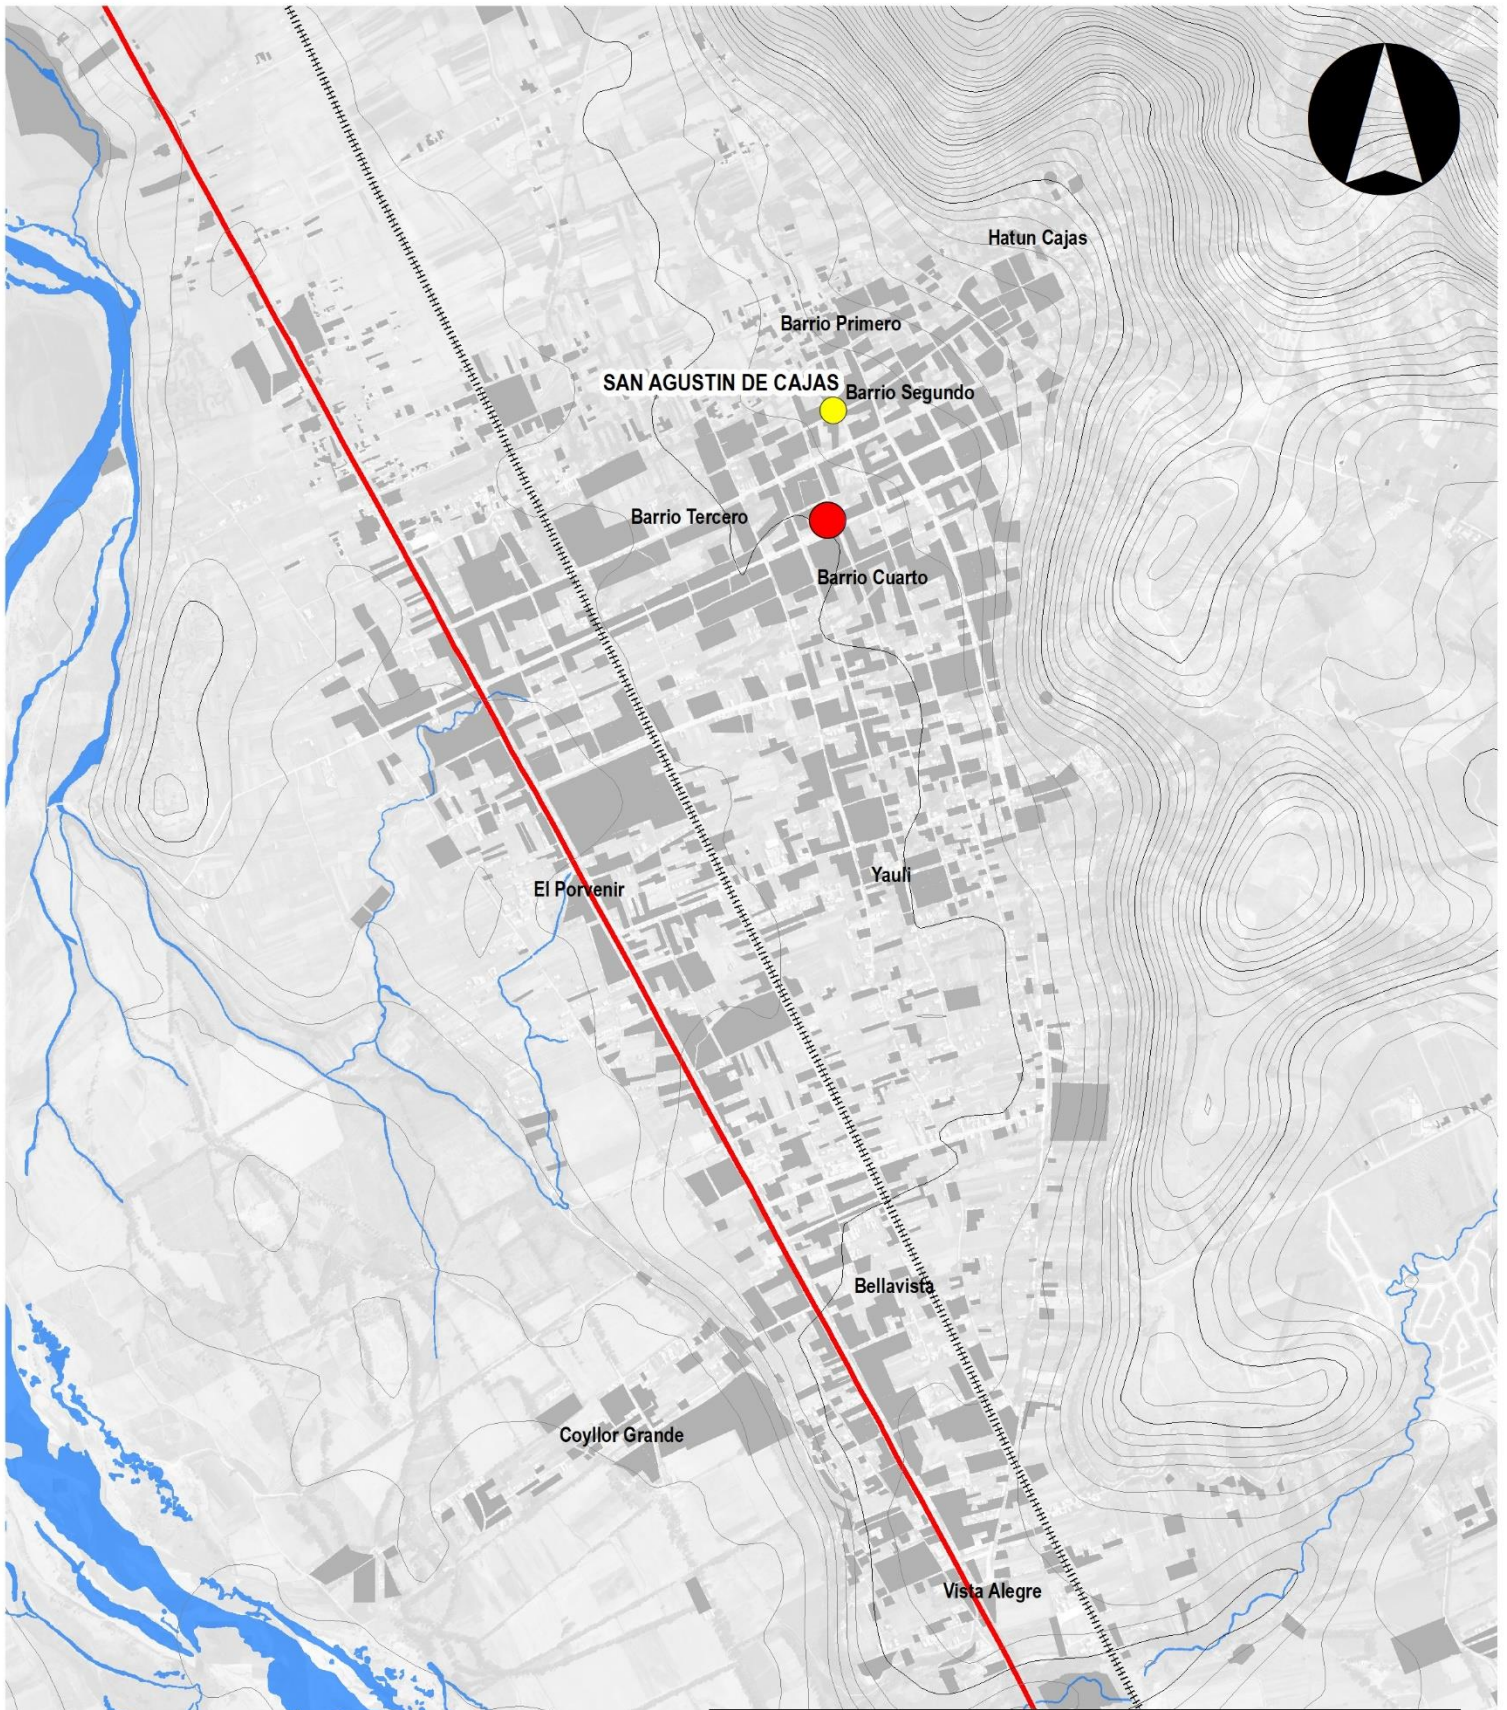 Hatun Cajas
Barrio Primero
SAN AGUSTIN DE CAJAS
Barrio Segundo
Barrio Tercero
Barrio Cuarto
Yauli
El Porvenir
Bellavista
Coyllor Grande
Vista Alegre